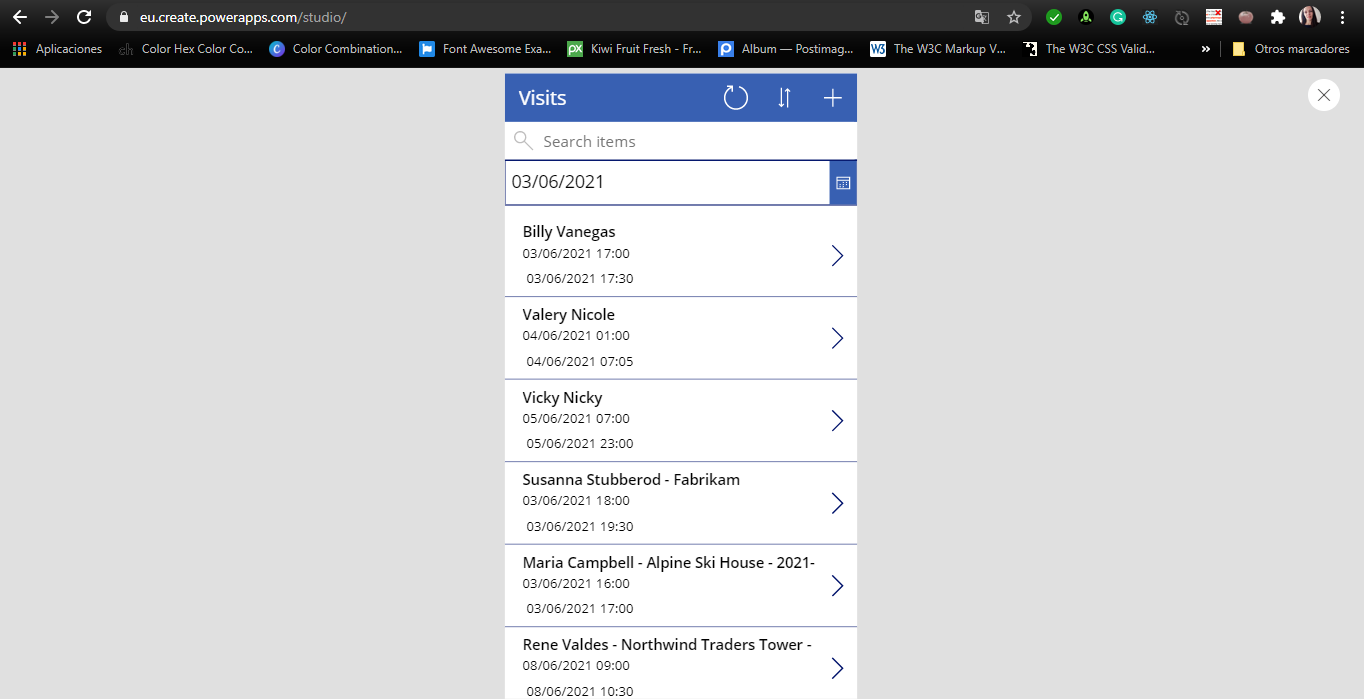 eu.create.powerapps.com/studio/
Aplicaciones
Color Hex Color Co...
Color Combination...
Font Awesome Exa...
Kiwi Fruit Fresh - Fr...
Album — Postimag...
The W3C Markup V...
The W3C CSS Valid...
»
Otros marcadores
Visits
Search items
03/06/2021
Billy Vanegas
03/06/2021 17:00
03/06/2021 17:30
Valery Nicole
04/06/2021 01:00
04/06/2021 07:05
Vicky Nicky
05/06/2021 07:00
05/06/2021 23:00
Susanna Stubberod - Fabrikam
03/06/2021 18:00
03/06/2021 19:30
Maria Campbell - Alpine Ski House - 2021-
03/06/2021 16:00
03/06/2021 17:00
Rene Valdes - Northwind Traders Tower -
08/06/2021 09:00
08/06/2021 10:30